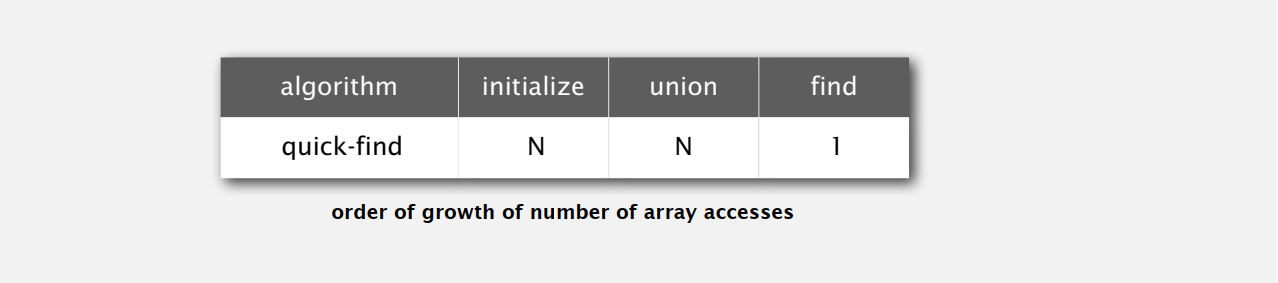 algorithm initialize union find
quick-find N N 1
order of growth of number of array accesses